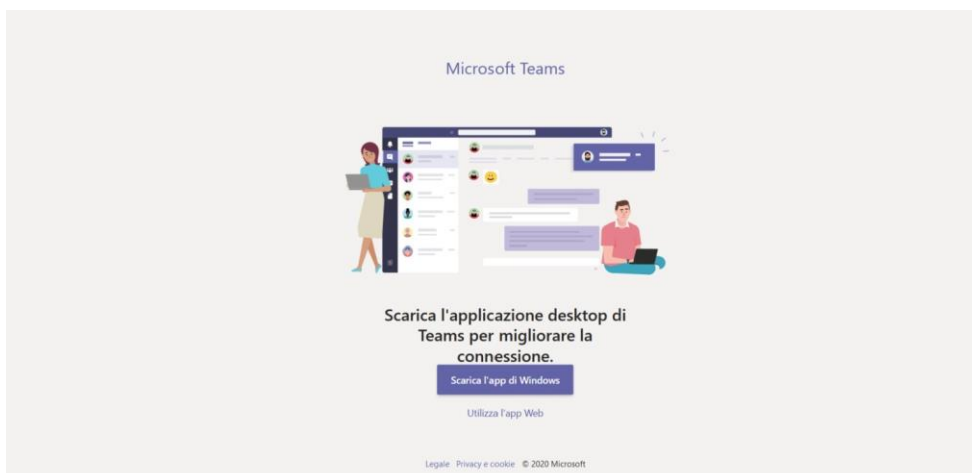 Microsoft Teams
Scarica l'applicazione desktop di
Teams per migliorare la
connessione.
Scarica l'app di Windows
Utilizza l'app Web
Legale Privacy e cookie © 2020 Microsoft